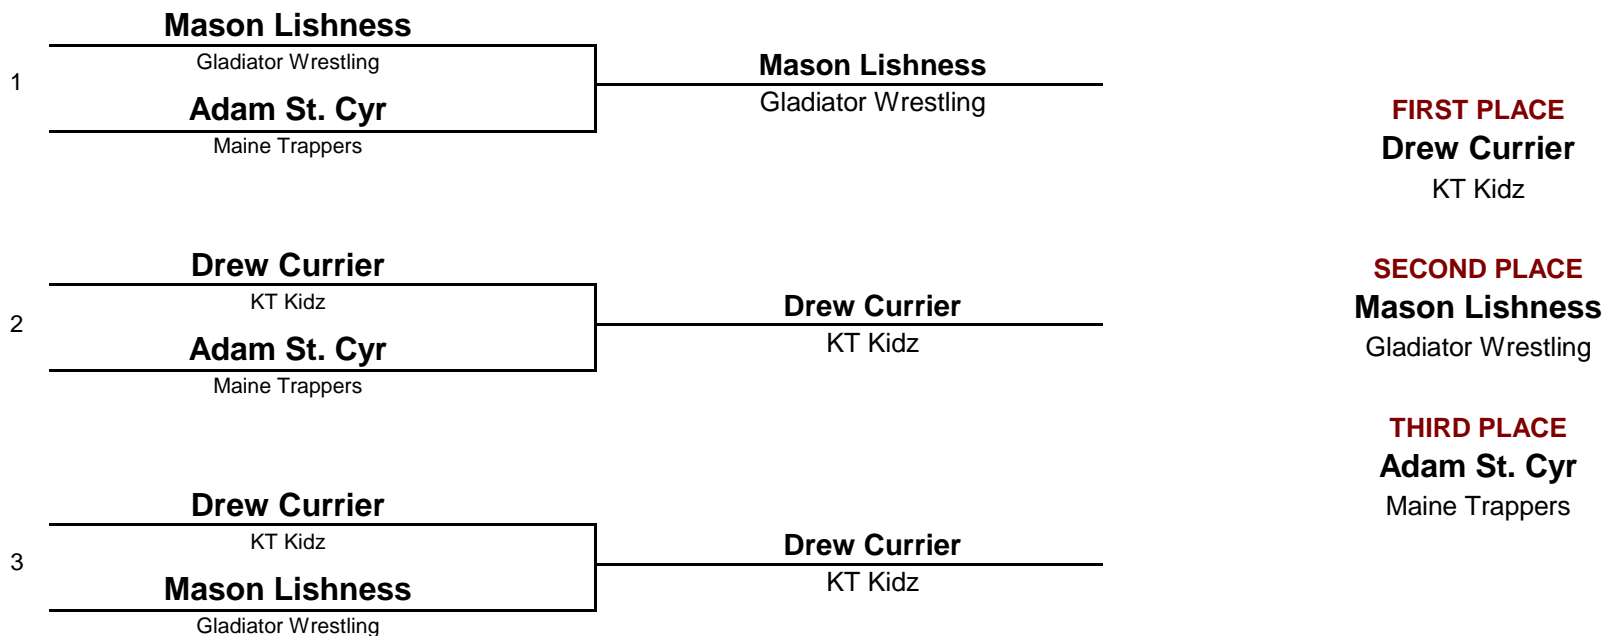 Mason Lishness
Gladiator Wrestling
1
Adam St. Cyr
Maine Trappers
Mason Lishness
Gladiator Wrestling
Drew Currier
KT Kidz
2
Adam St. Cyr
Maine Trappers
Drew Currier
KT Kidz
Drew Currier
KT Kidz
3
Mason Lishness
Gladiator Wrestling
Drew Currier
KT Kidz
FIRST PLACE
Drew Currier
KT Kidz
SECOND PLACE
Mason Lishness
Gladiator Wrestling
THIRD PLACE
Adam St. Cyr
Maine Trappers